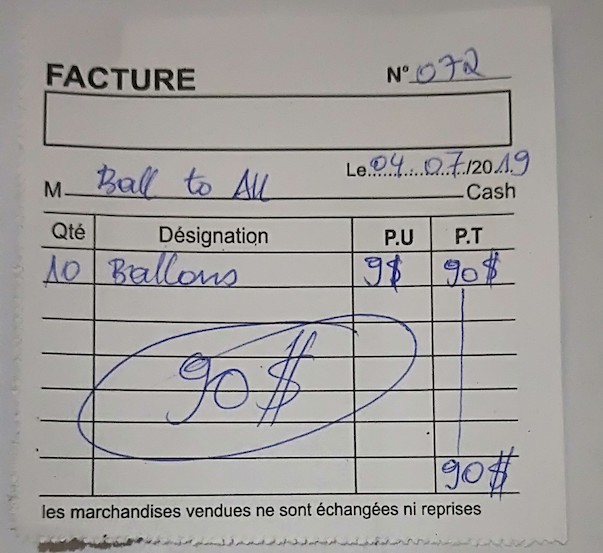 FACTURE
N° 072
Le 04.07/2019
M Ball to All Cash
Qté Désignation P.U P.T
10 Ballons 9$ 90$
90$
90$
les marchandises vendues ne sont échangées ni reprises